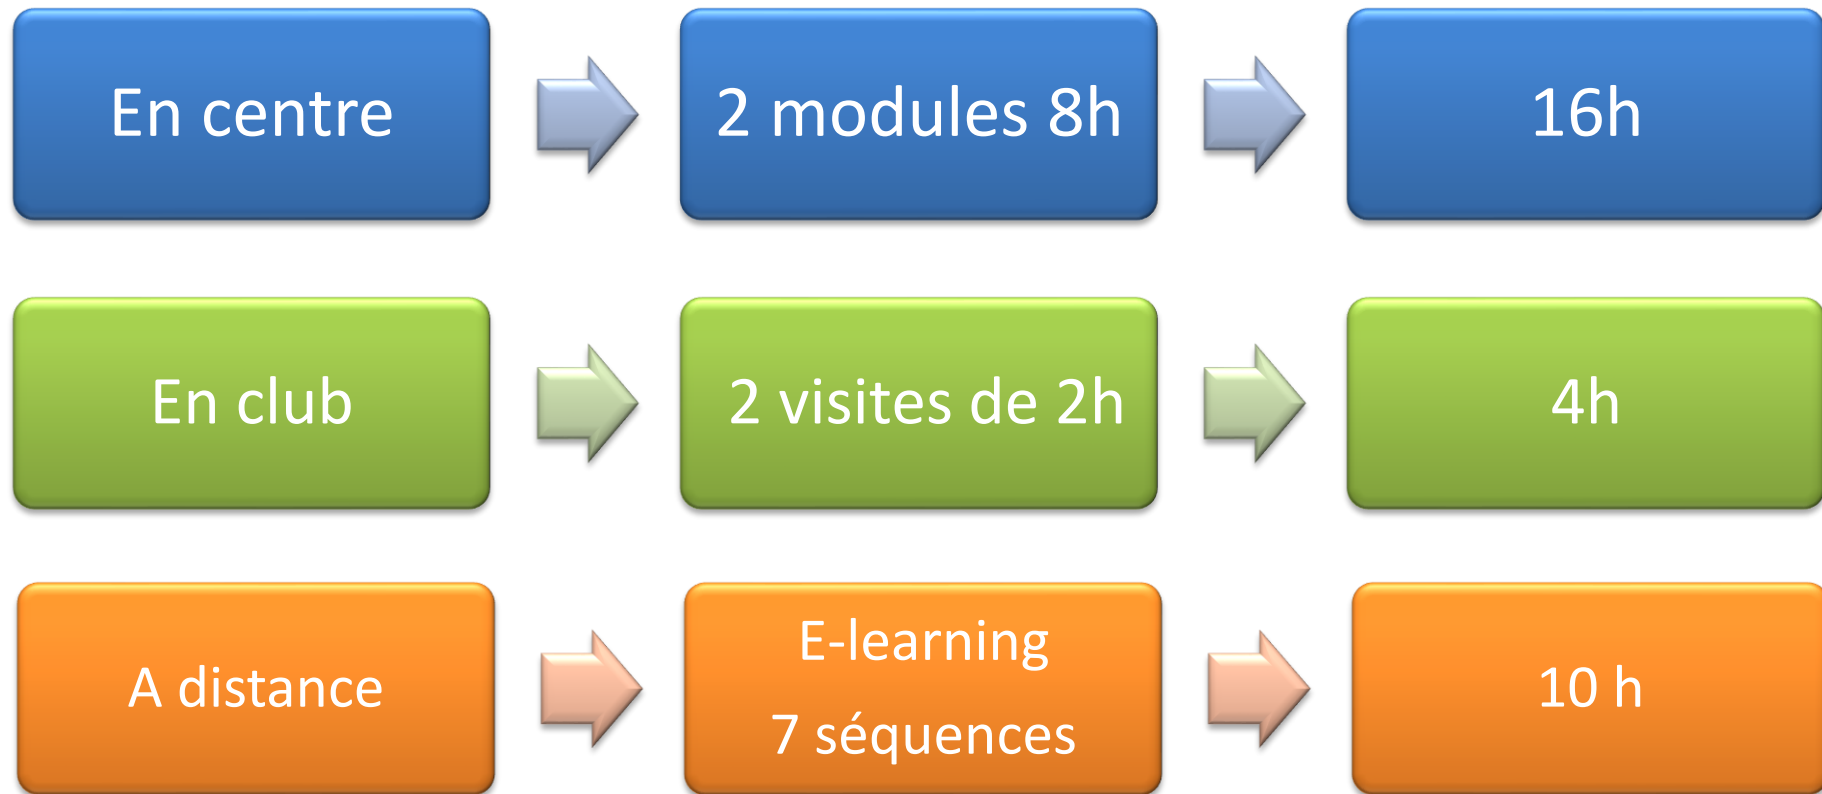 En centre
2 modules 8h
16h
En club
2 visites de 2h
4h
A distance
E-learning
7 séquences
10 h